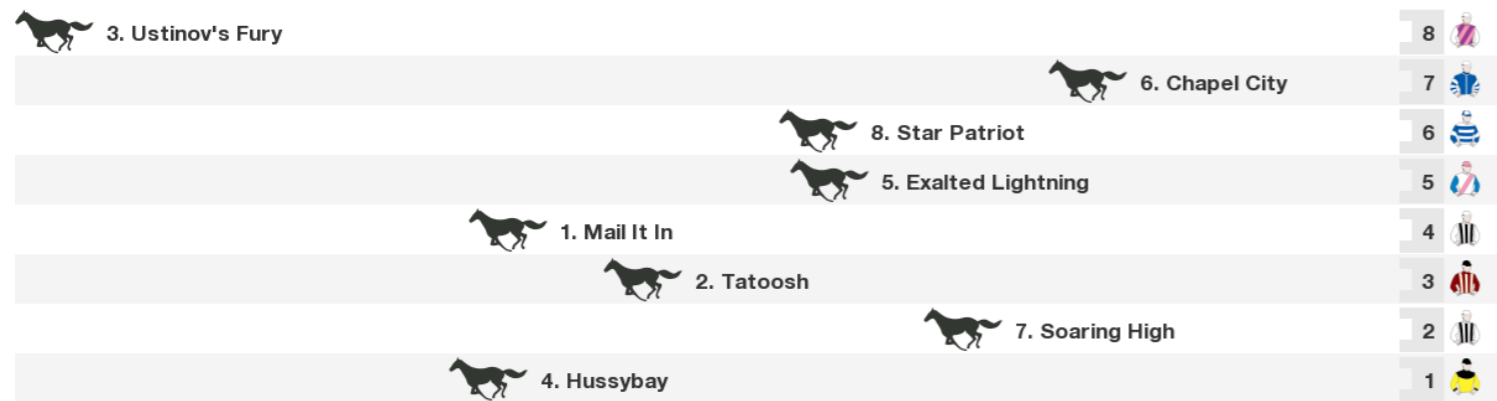 3. Ustinov's Fury 8
6. Chapel City 7
8. Star Patriot 6
5. Exalted Lightning 5
1. Mail It In 4
2. Tatoosh 3
7. Soaring High 2
4. Hussybay 1